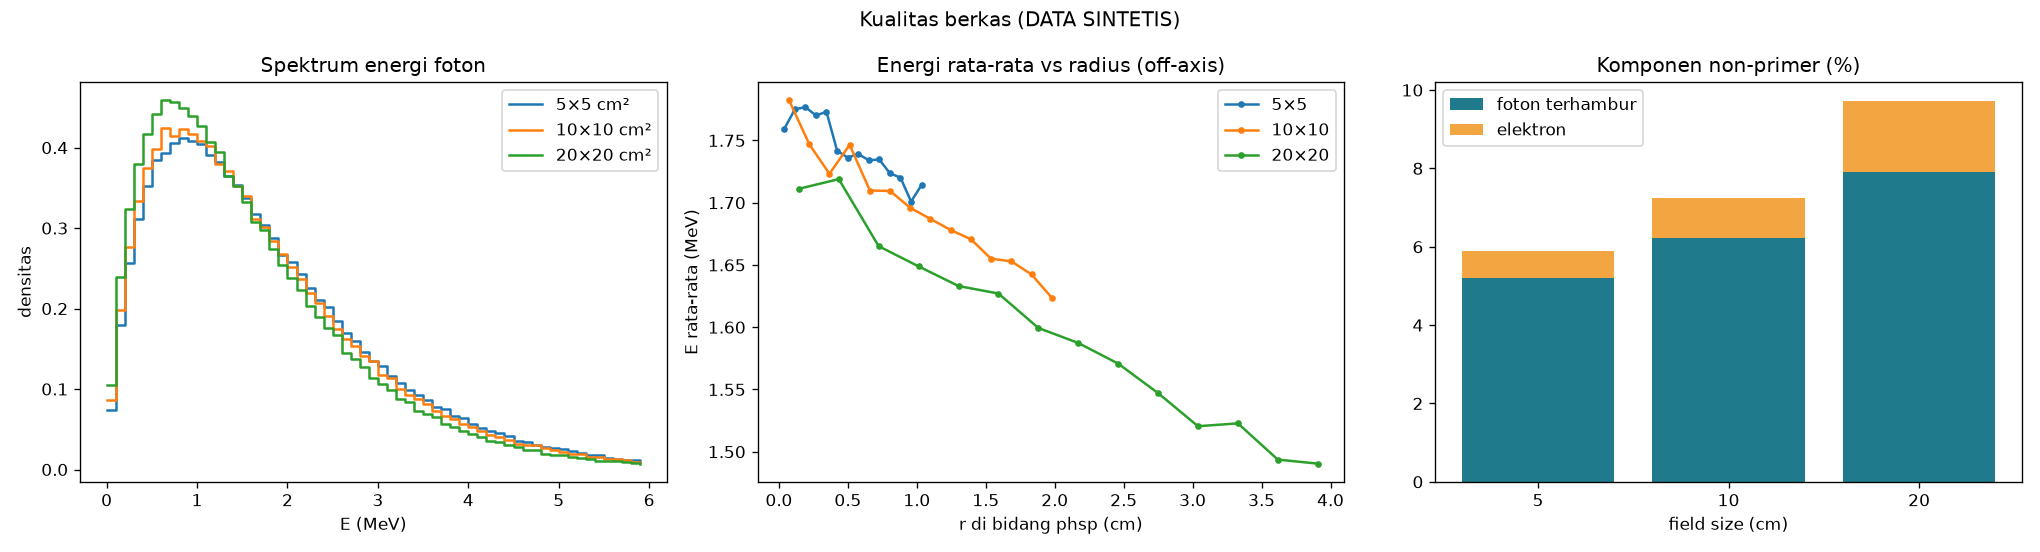 Kualitas berkas (DATA SINTETIS)
Spektrum energi foton
densitas
0.4
0.3
0.2
0.1
0.0
5×5 cm²
10×10 cm²
20×20 cm²
0 1 2 3 4 5 6
E (MeV)
Energi rata-rata vs radius (off-axis)
E rata-rata (MeV)
1.75
1.70
1.65
1.60
1.55
1.50
5×5
10×10
20×20
0.0 0.5 1.0 1.5 2.0 2.5 3.0 3.5 4.0
r di bidang phsp (cm)
Komponen non-primer (%)
10
8
6
4
2
0
foton terhambur
elektron
5 10 20
field size (cm)